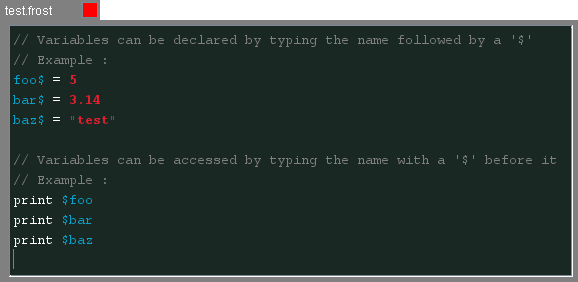 test.frost
// Variables can be declared by typing the name followed by a '$'
// Example :
foo$ = 5
bar$ = 3.14
baz$ = "test"
// Variables can be accessed by typing the name with a '$' before it
// Example :
print $foo
print $bar
print $baz